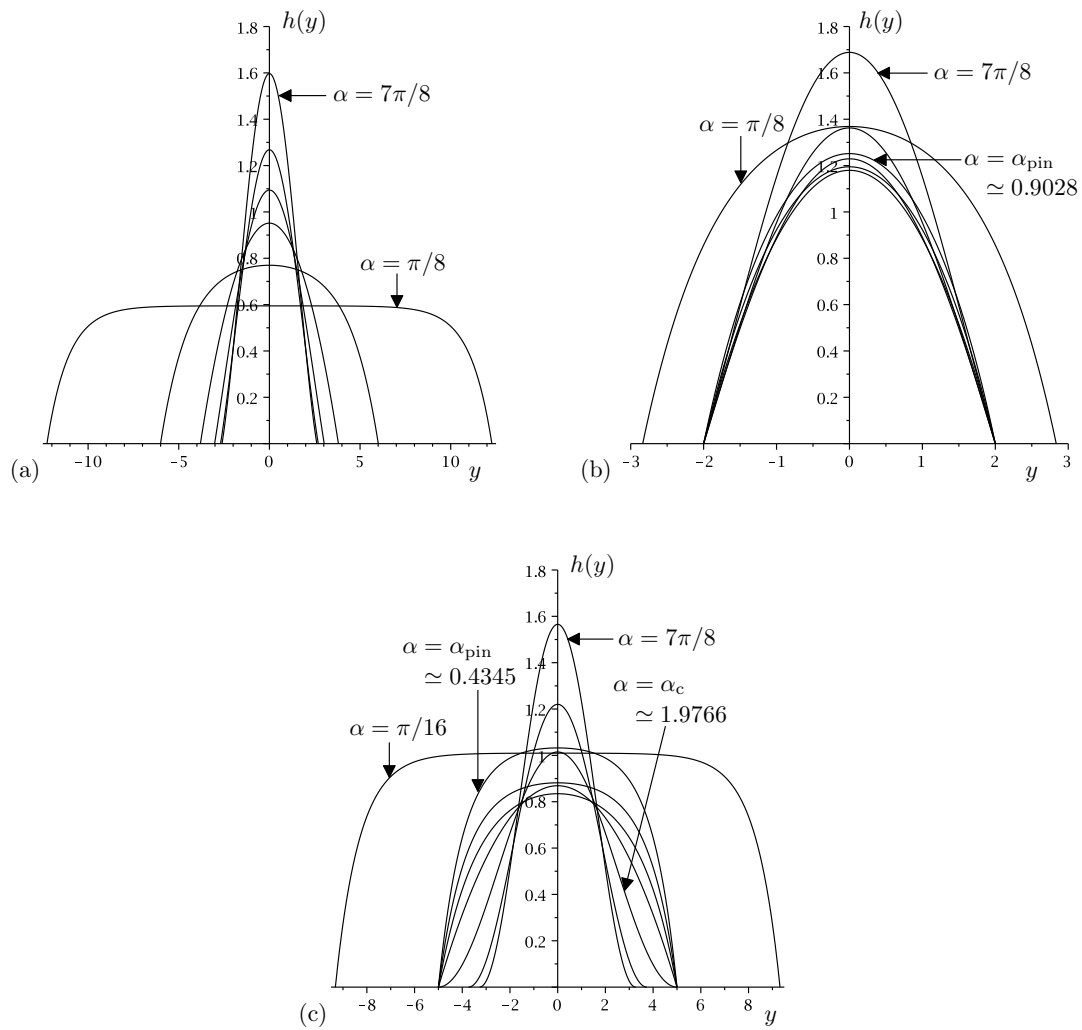 h(y)
1.8
1.6
1.4
1.2
1
0.8
0.6
0.4
0.2
α = 7π/8
α = π/8
-10 -5 0 5 10
(a)
y
h(y)
1.8
1.6
1.4
1.2
1
0.8
0.6
0.4
0.2
α = 7π/8
α = π/8
α = αpin
≃ 0.9028
-3 -2 -1 0 1 2 3
(b)
y
h(y)
1.8
1.6
1.4
1.2
1
0.8
0.6
0.4
0.2
α = 7π/8
α = αpin
≃ 0.4345
α = αc
≃ 1.9766
α = π/16
-8 -6 -4 -2 0 2 4 6 8
(c)
y